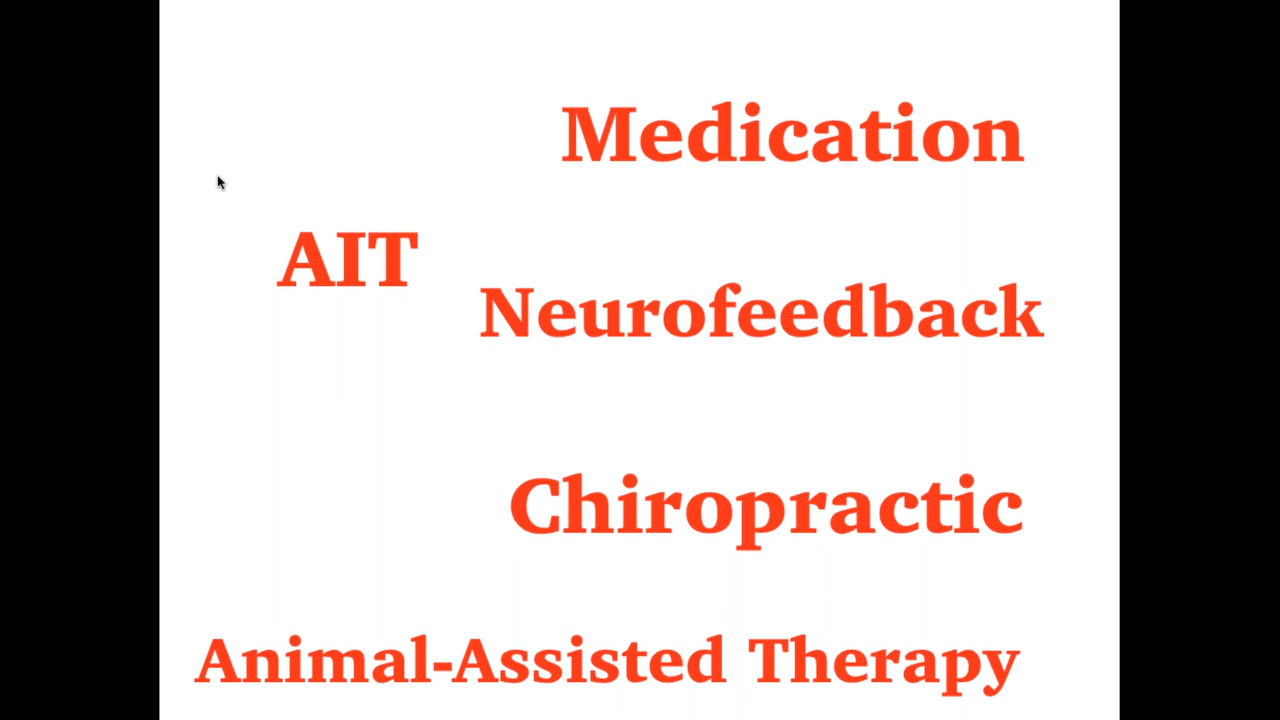 Medication
AIT
Neurofeedback
Chiropractic
Animal-Assisted Therapy